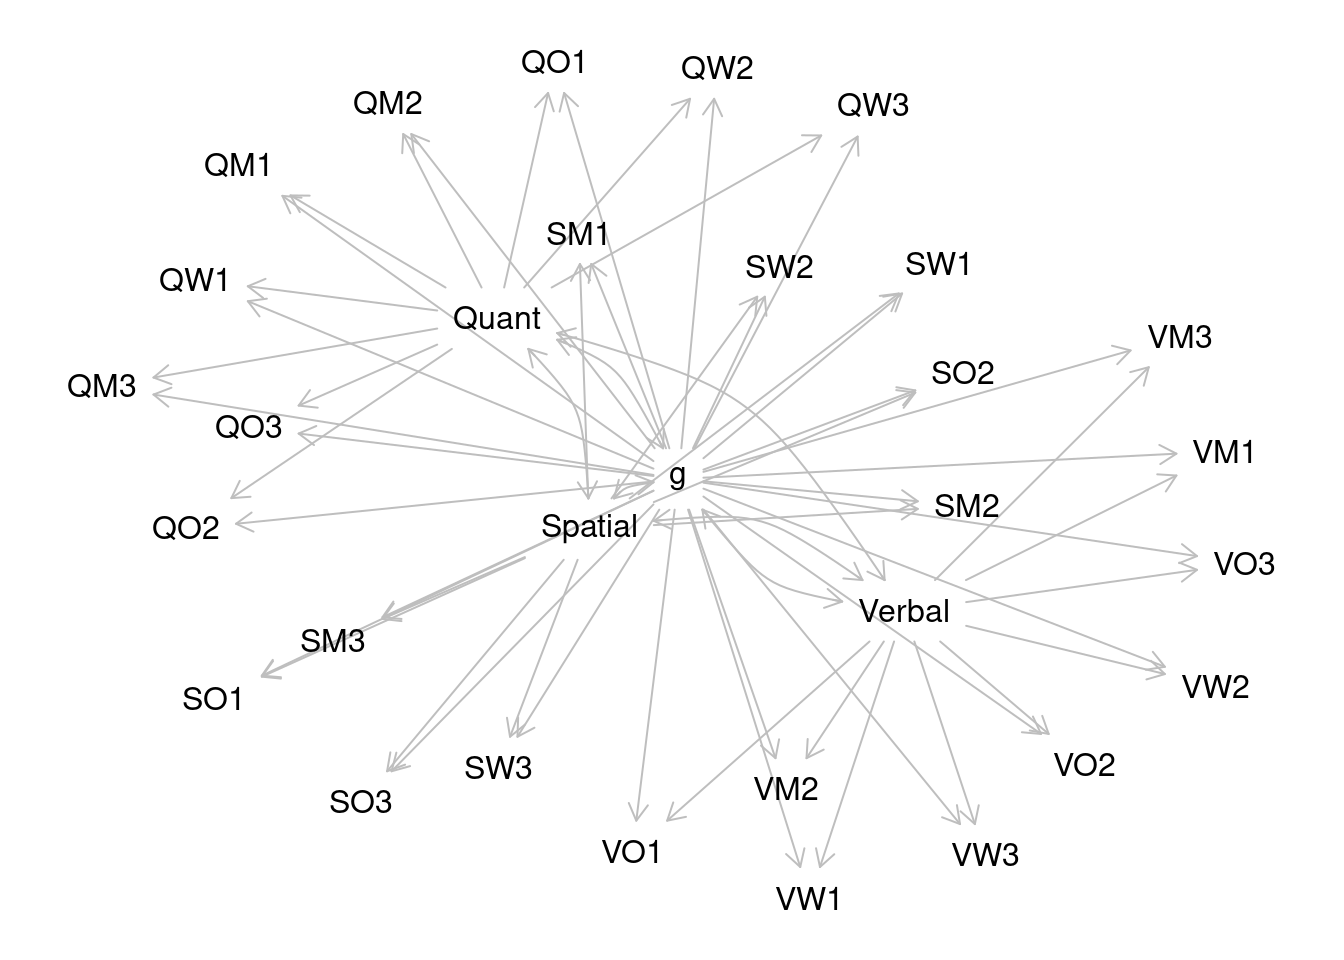 QO1
QW2
QM2
QW3
QM1
SM1
SW2
SW1
QW1
Quant
VM3
SO2
QM3
QO3
VM1
g
SM2
QO2
Spatial
VO3
Verbal
SM3
VW2
SO1
VO2
SW3
VM2
SO3
VO1
VW3
VW1